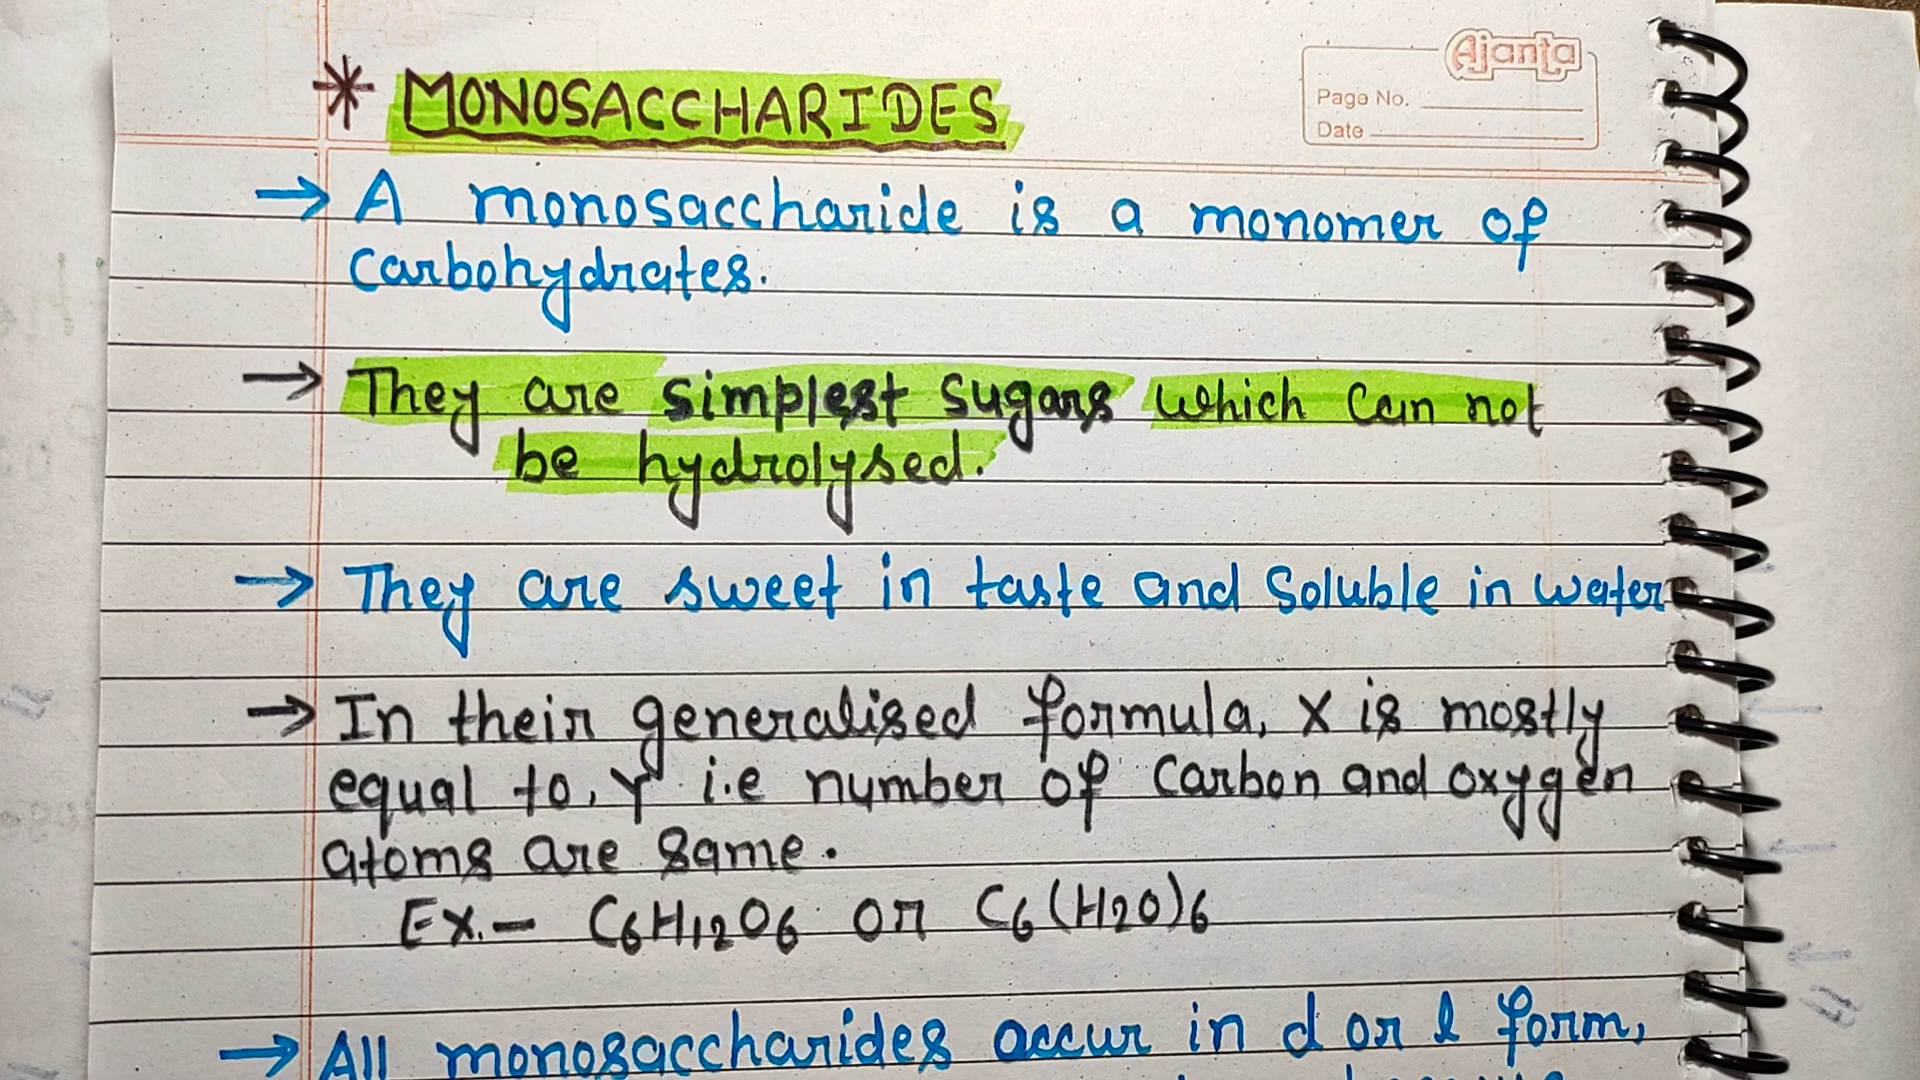 Ajanta
Page No.
Date
* MONOSACCHARIDES
→ A monosaccharide is a monomer of
Carbohydrates.
→ They are simplest sugars which can not
be hydrolysed.
→ They are sweet in taste and Soluble in water
→ In their generalised formula, X is mostly
equal to, Y i.e number of Carbon and oxygen
atoms are same.
EX.- C6H12O6 or C6(H2O)6
→ All monosaccharides occur in d or l form,